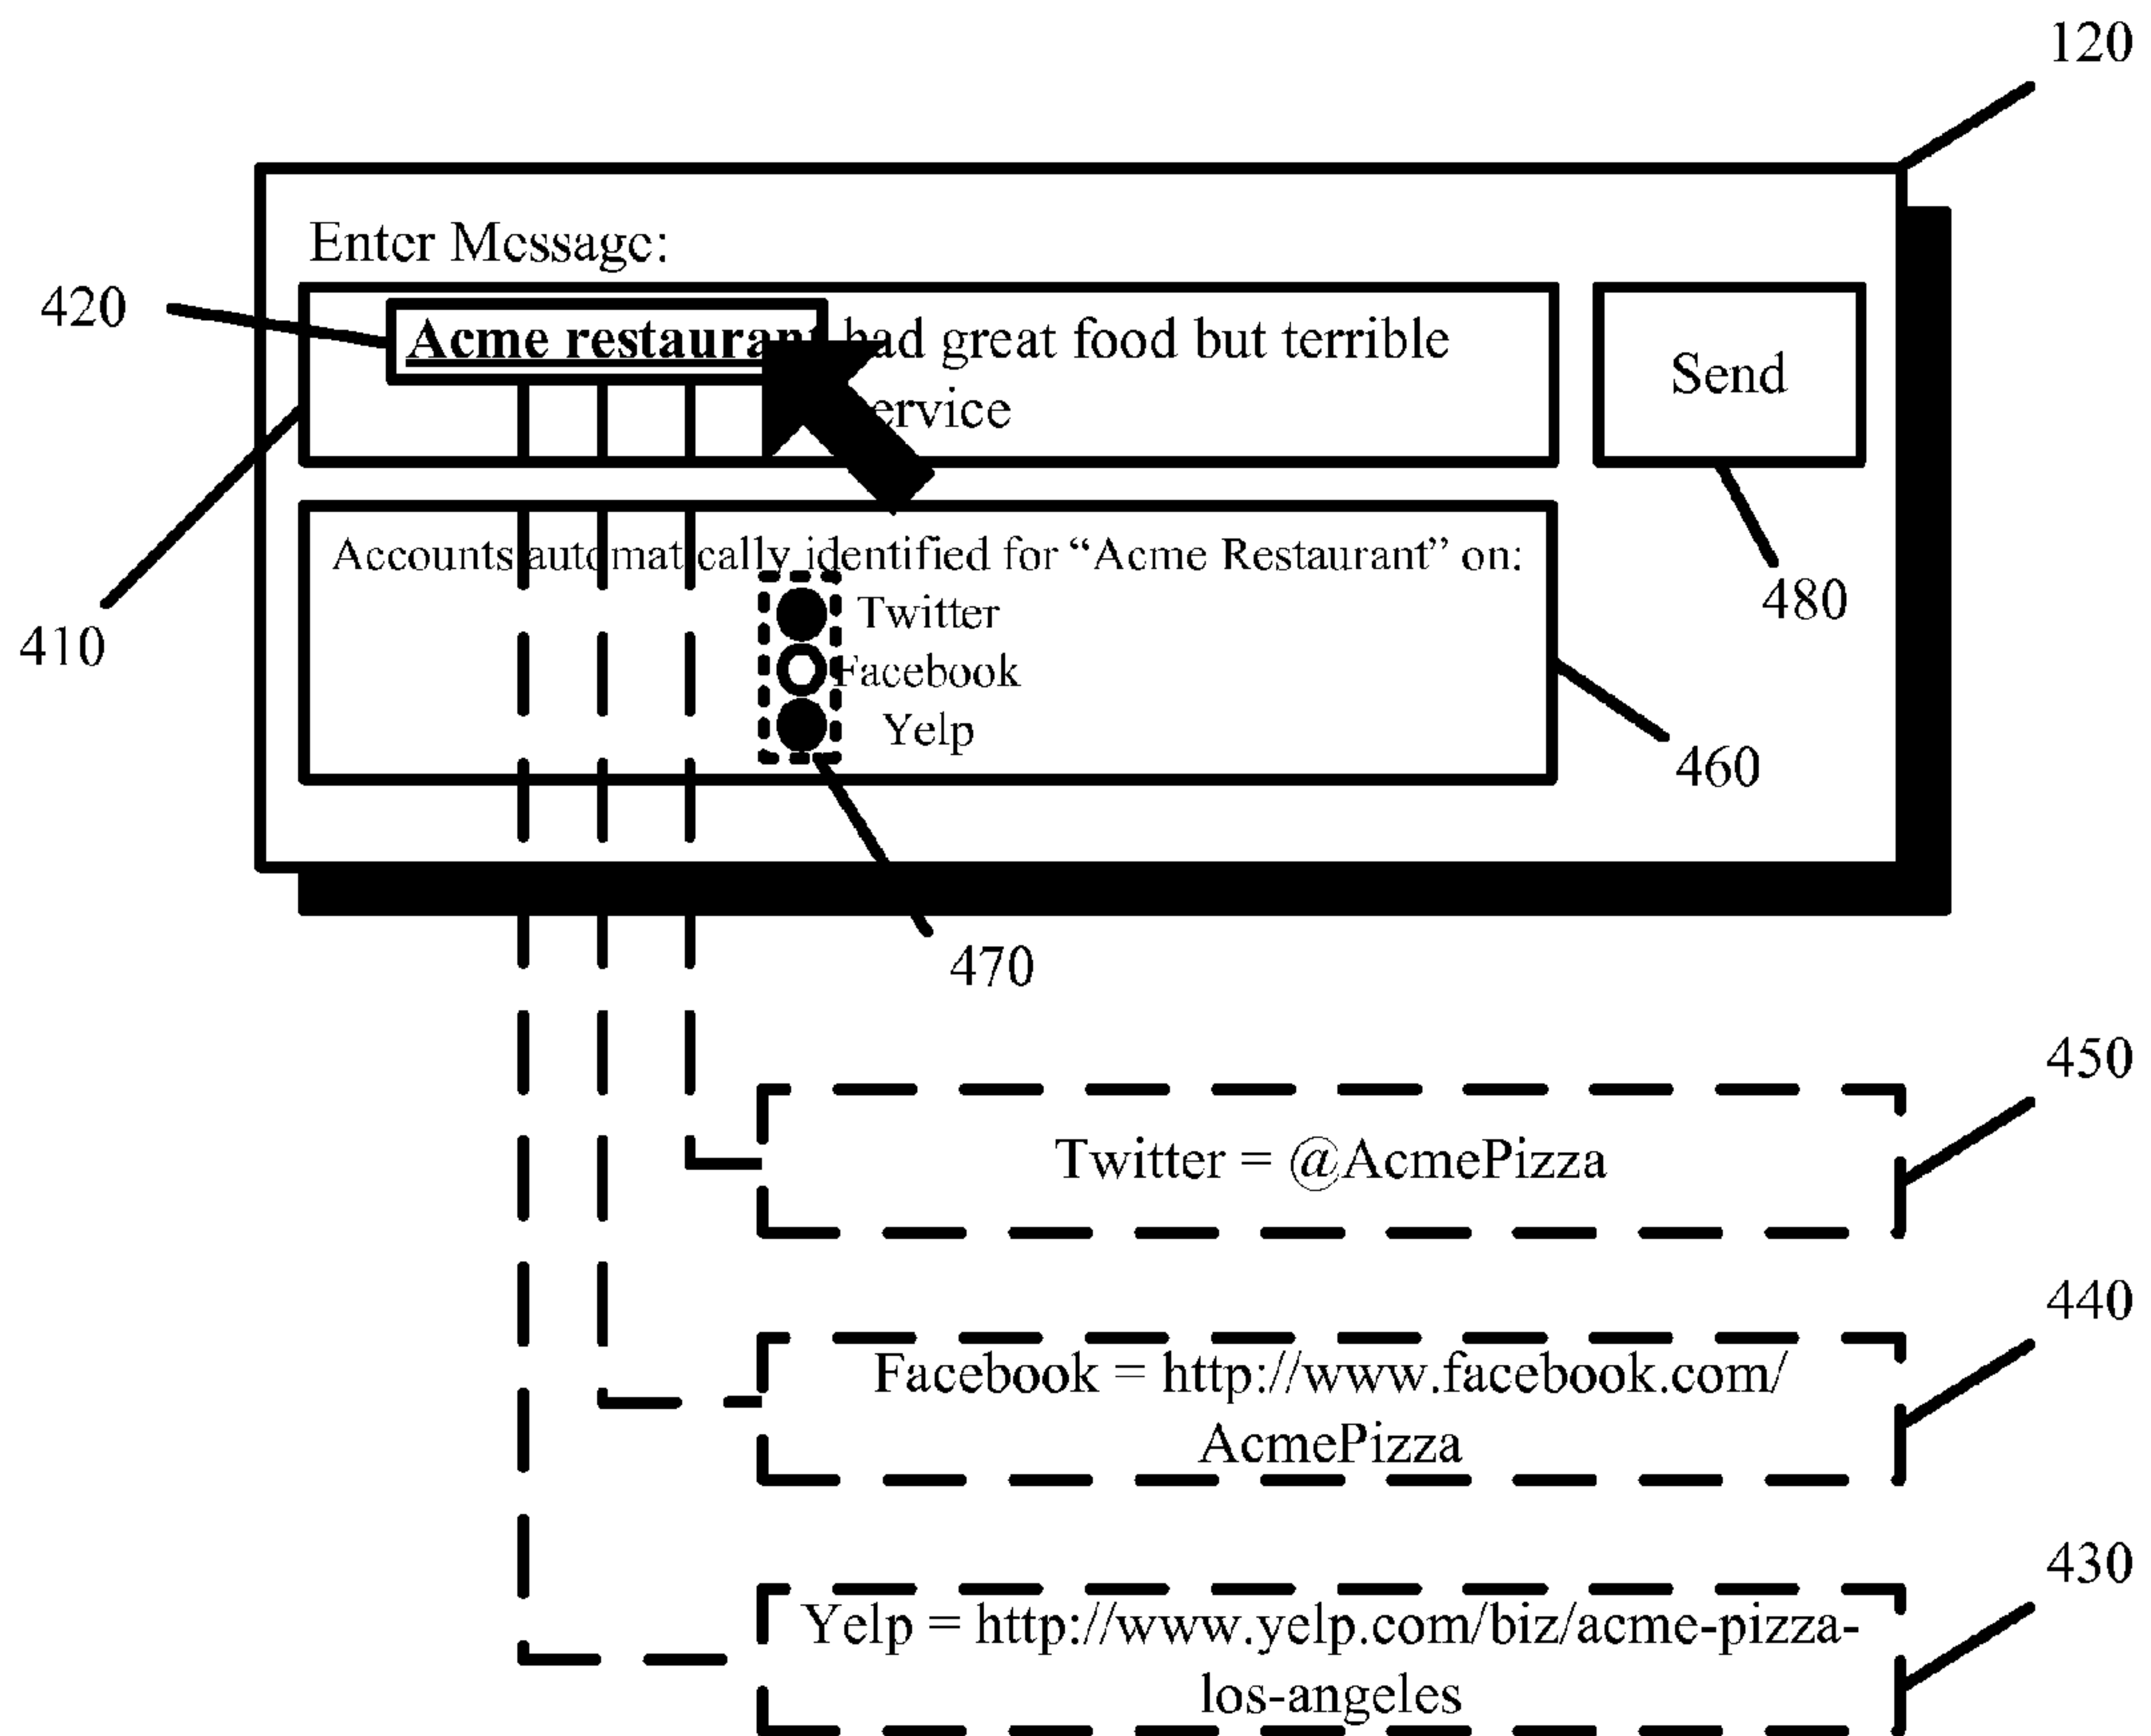 120
Enter Message:
420
Acme restaurant had great food but terrible
service
Send
Accounts automatically identified for “Acme Restaurant” on:
480
Twitter
410
Facebook
Yelp
460
470
450
Twitter = @AcmePizza
440
Facebook = http://www.facebook.com/
AcmePizza
430
Yelp = http://www.yelp.com/biz/acme-pizza-
los-angeles